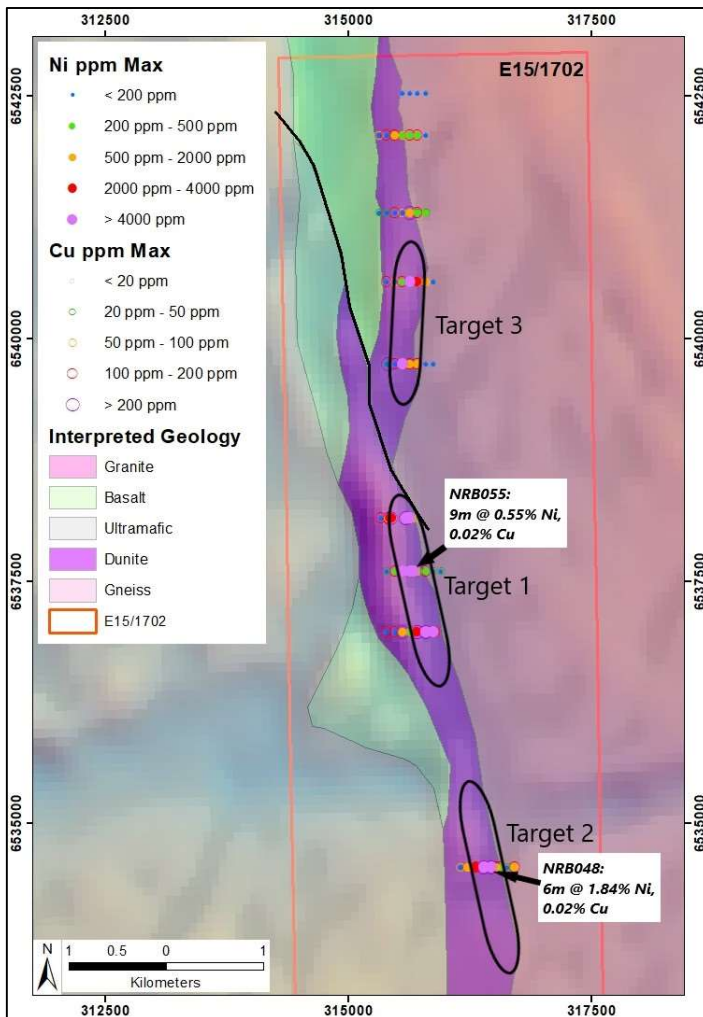 312500
315000
317500
Ni ppm Max
< 200 ppm
200 ppm - 500 ppm
500 ppm - 2000 ppm
2000 ppm - 4000 ppm
> 4000 ppm
Cu ppm Max
< 20 ppm
20 ppm - 50 ppm
50 ppm - 100 ppm
100 ppm - 200 ppm
> 200 ppm
Interpreted Geology
Granite
Basalt
Ultramafic
Dunite
Gneiss
E15/1702
E15/1702
6542500
6542500
Target 3
6540000
6540000
NRB055:
9m @ 0.55% Ni,
0.02% Cu
6537500
6537500
Target 1
6535000
6535000
Target 2
NRB048:
6m @ 1.84% Ni,
0.02% Cu
N
1 0.5 0 1
Kilometers
312500
315000
317500